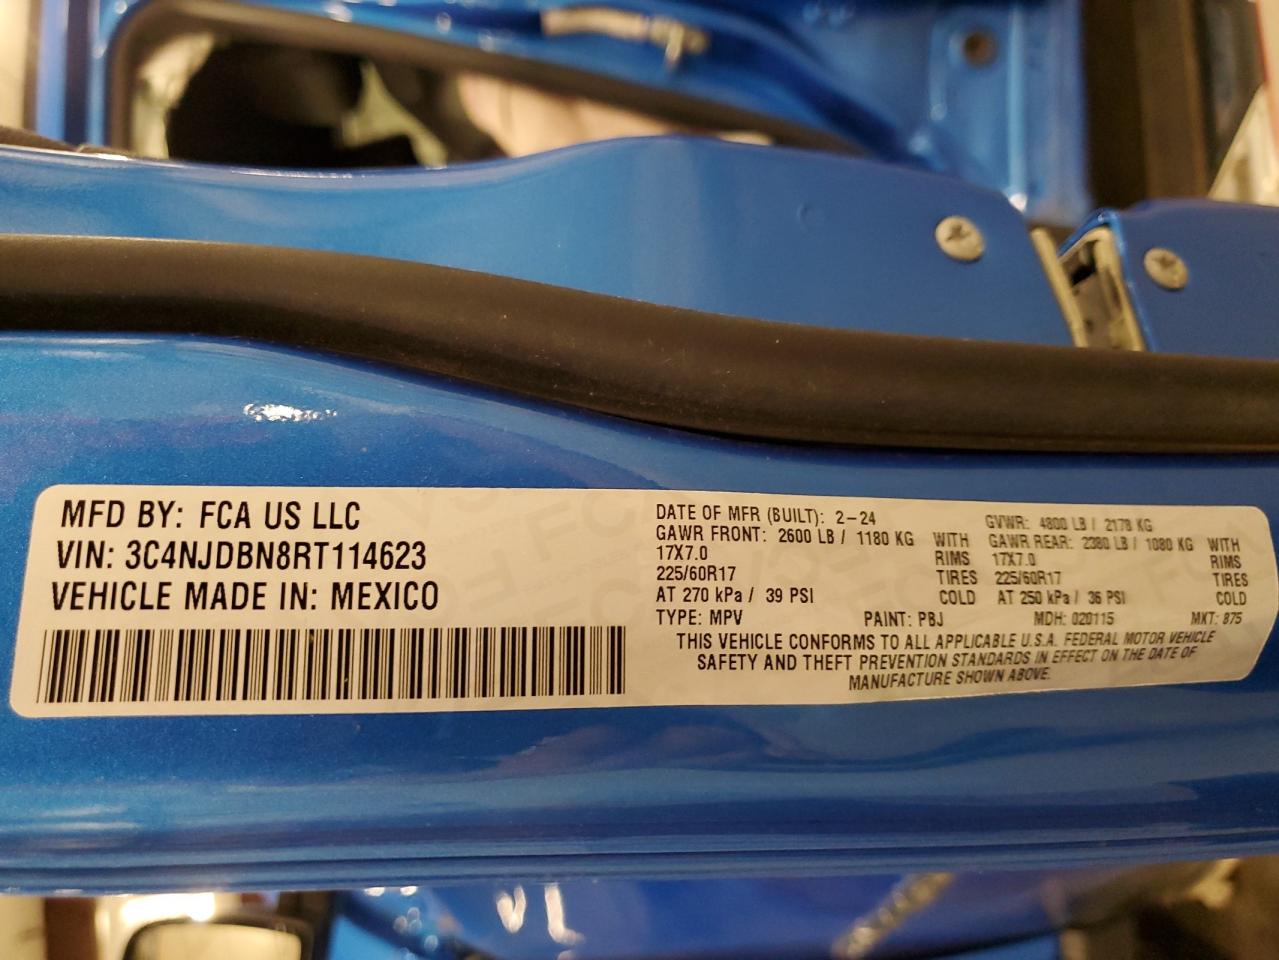 MFD BY: FCA US LLC
VIN: 3C4NJDBN8RT114623
VEHICLE MADE IN: MEXICO
DATE OF MFR (BUILT): 2-24
GVWR: 4800 LB / 2178 KG
GAWR FRONT: 2600 LB / 1180 KG WITH
GAWR REAR: 2380 LB / 1080 KG WITH
17X7.0 RIMS
17X7.0 RIMS
225/60R17 TIRES
225/60R17 TIRES
AT 270 kPa / 39 PSI COLD
AT 250 kPa / 36 PSI COLD
TYPE: MPV PAINT: PBJ MDH: 020115 MKT: 875
THIS VEHICLE CONFORMS TO ALL APPLICABLE U.S.A. FEDERAL MOTOR VEHICLE
SAFETY AND THEFT PREVENTION STANDARDS IN EFFECT ON THE DATE OF
MANUFACTURE SHOWN ABOVE.